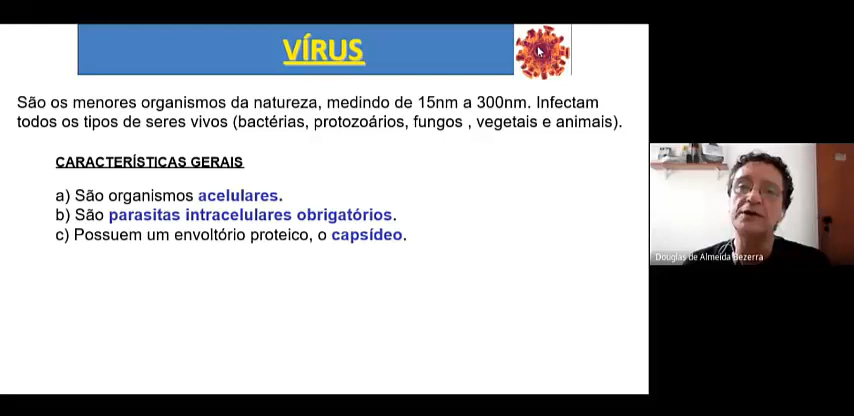 VÍRUS
São os menores organismos da natureza, medindo de 15nm a 300nm. Infectam
todos os tipos de seres vivos (bactérias, protozoários, fungos , vegetais e animais).
CARACTERÍSTICAS GERAIS
a) São organismos acelulares.
b) São parasitas intracelulares obrigatórios.
c) Possuem um envoltório proteico, o capsídeo.
Douglas de Almeida Bezerra